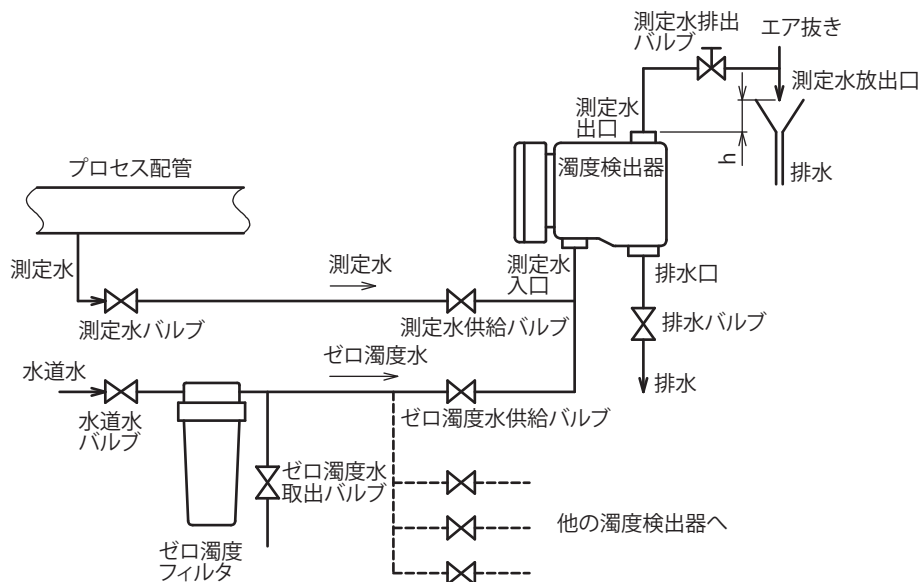 測定水排出
バルブ
エア抜き
測定水放出口
測定水
出口
h
排水
濁度検出器
プロセス配管
測定水
測定水
測定水
入口
排水口
測定水バルブ
測定水供給バルブ
排水バルブ
ゼロ濁度水
水道水
排水
水道水
バルブ
ゼロ濁度水供給バルブ
ゼロ濁度水
取出バルブ
他の濁度検出器へ
ゼロ濁度
フィルタ